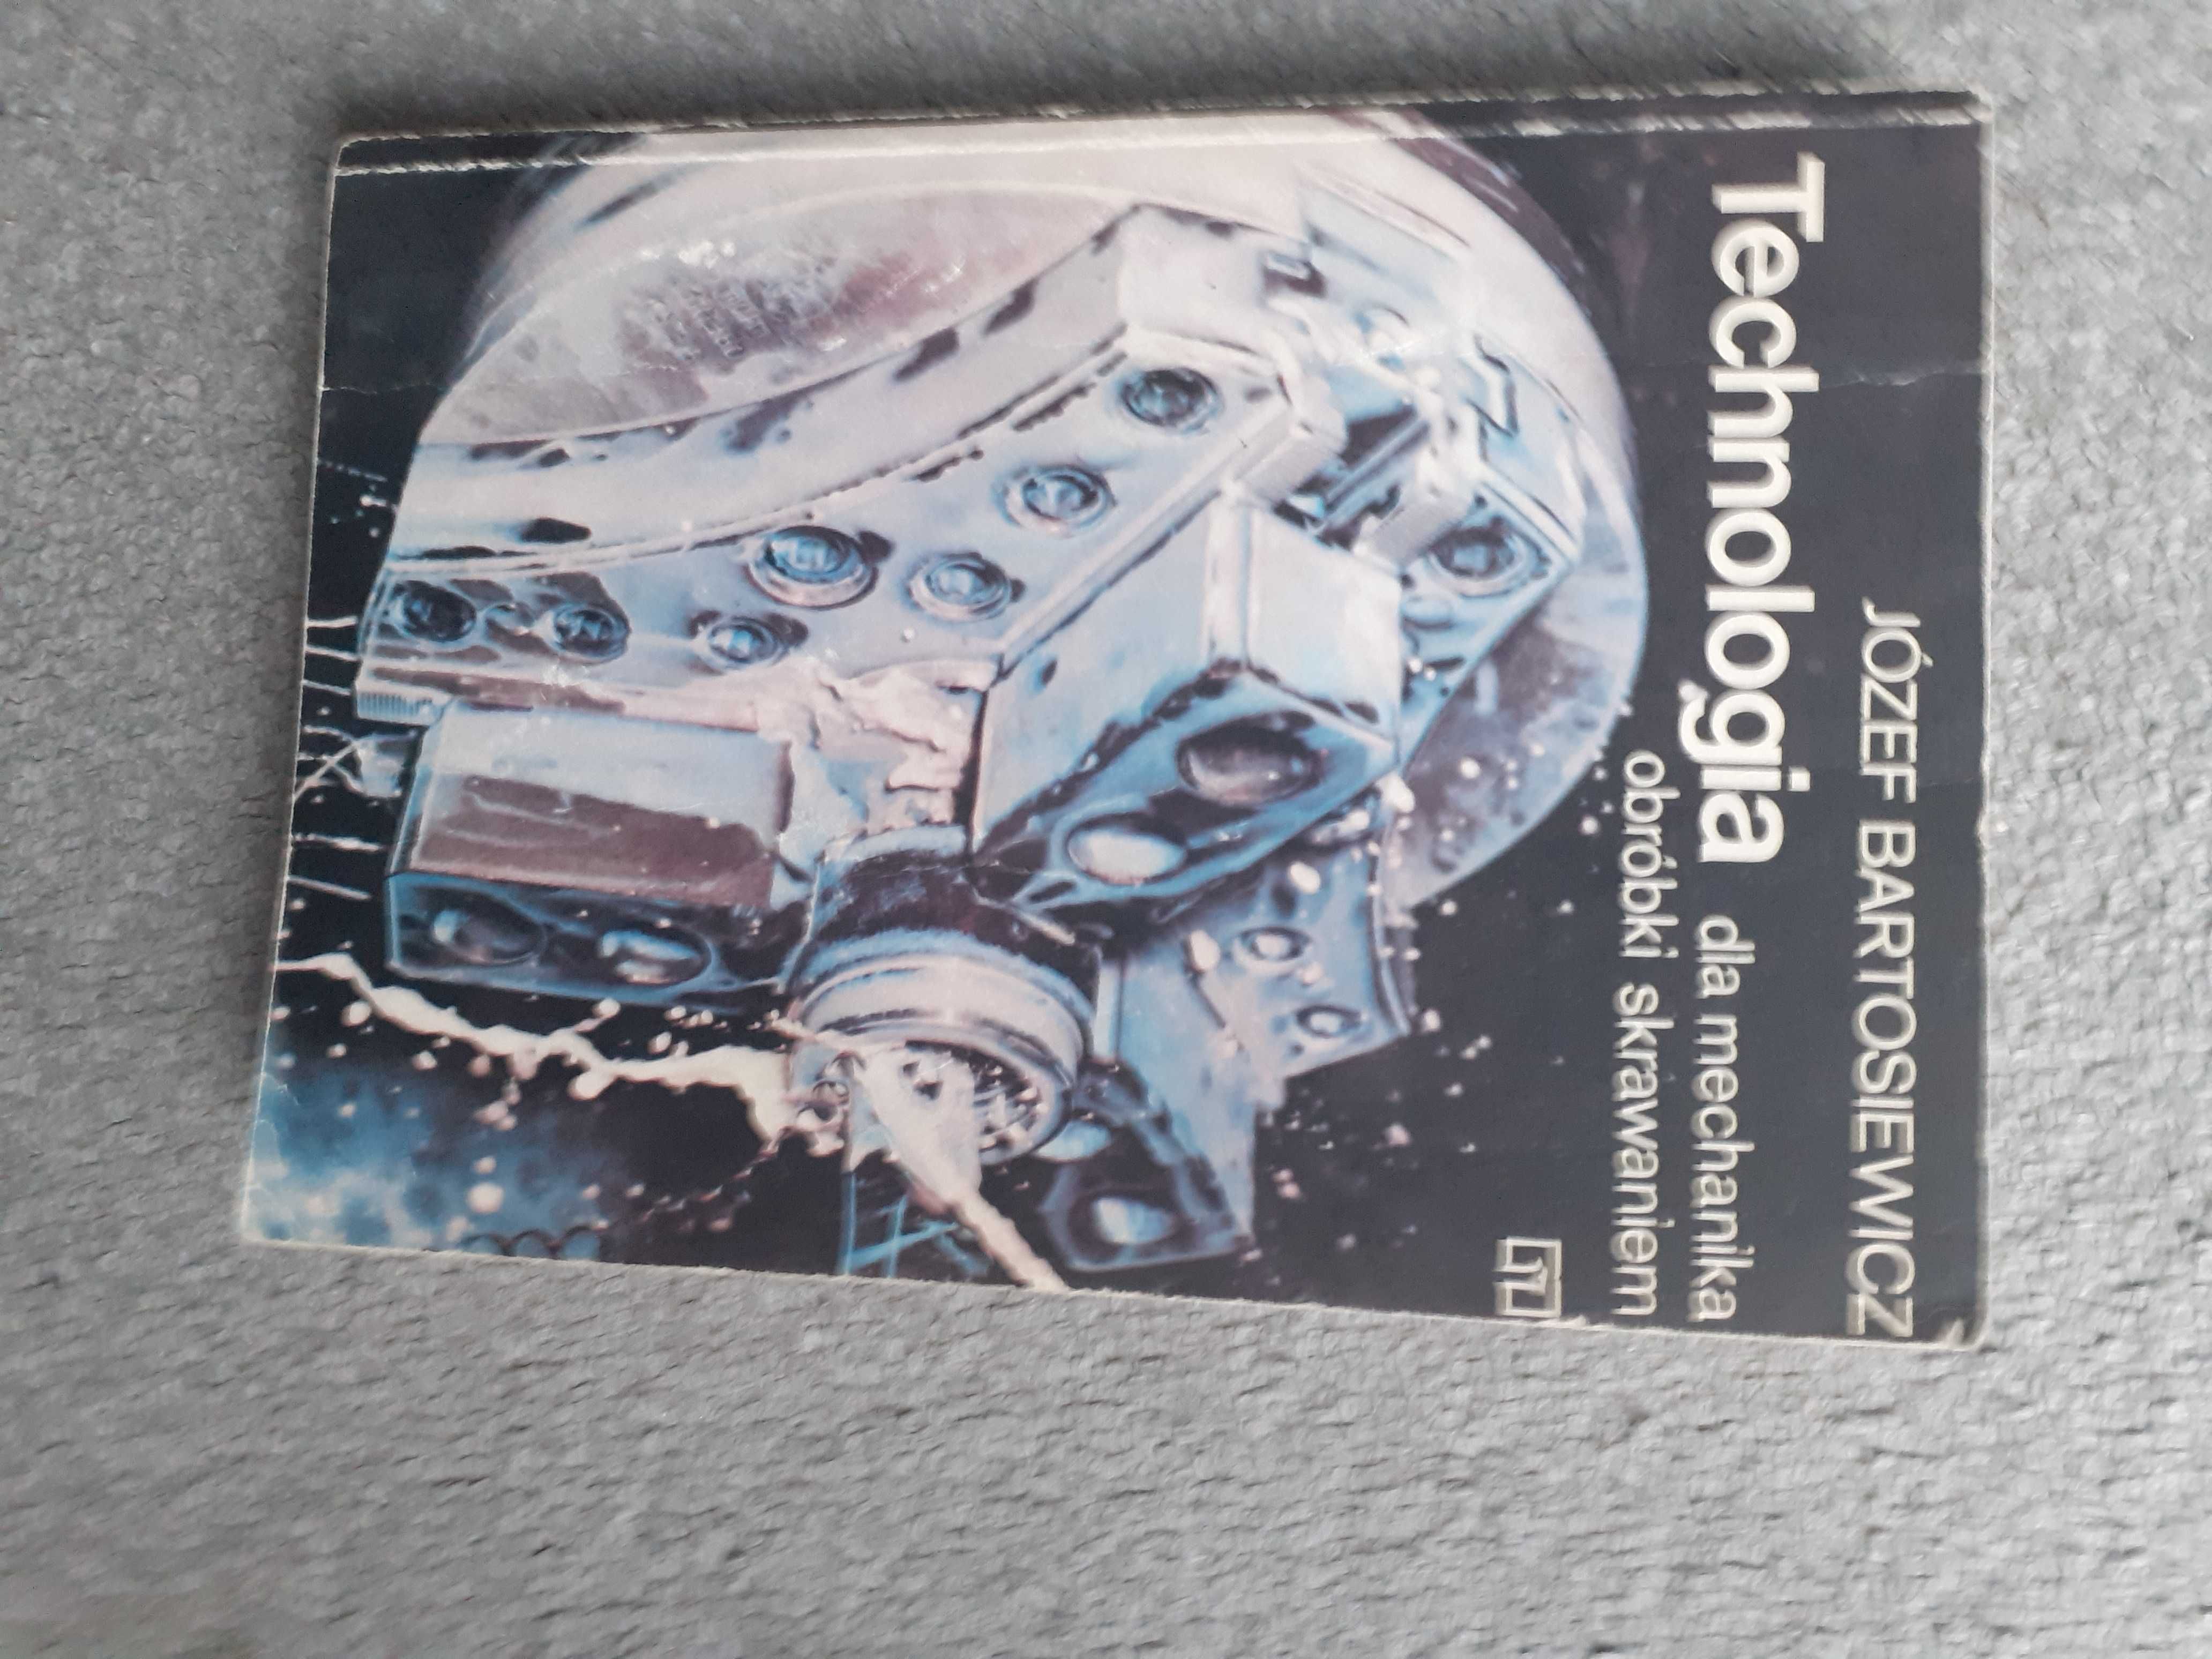 JÓZEF BARTOSIEWICZ
Technologia dla mechanika
obróbki skrawaniem